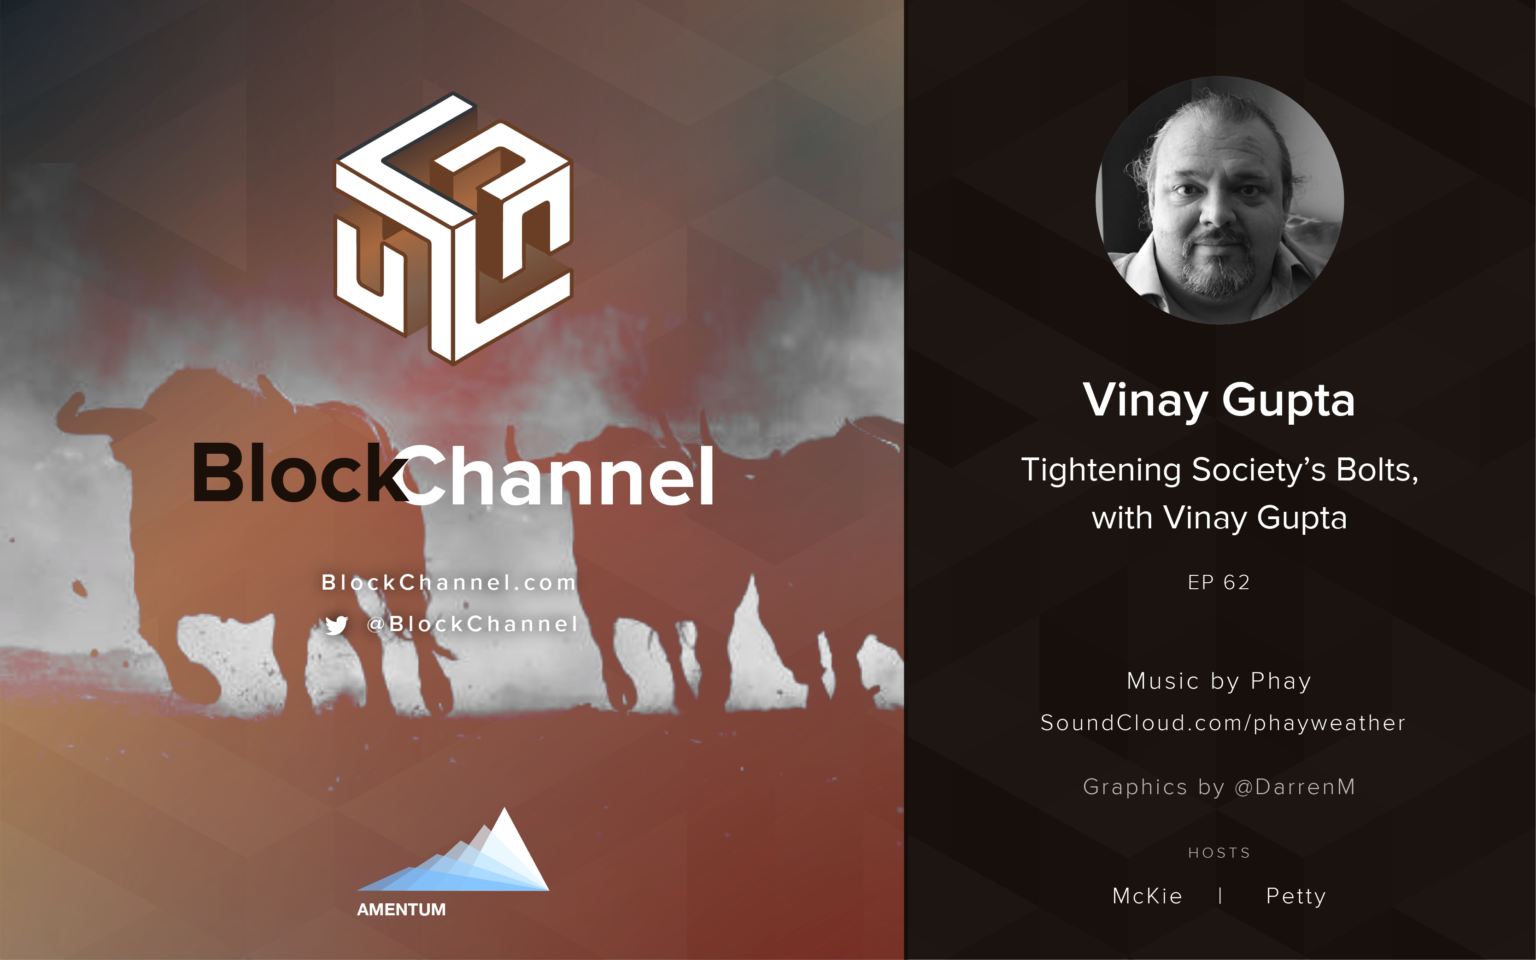 BlockChannel
BlockChannel.com
@BlockChannel
AMENTUM
Vinay Gupta
Tightening Society’s Bolts,
with Vinay Gupta
EP 62
Music by Phay
SoundCloud.com/phayweather
Graphics by @DarrenM
HOSTS
McKie | Petty